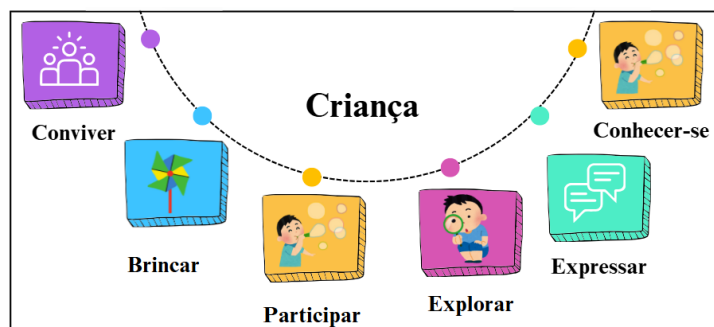 Criança
Conviver
Brincar
Participar
Explorar
Expressar
Conhecer-se